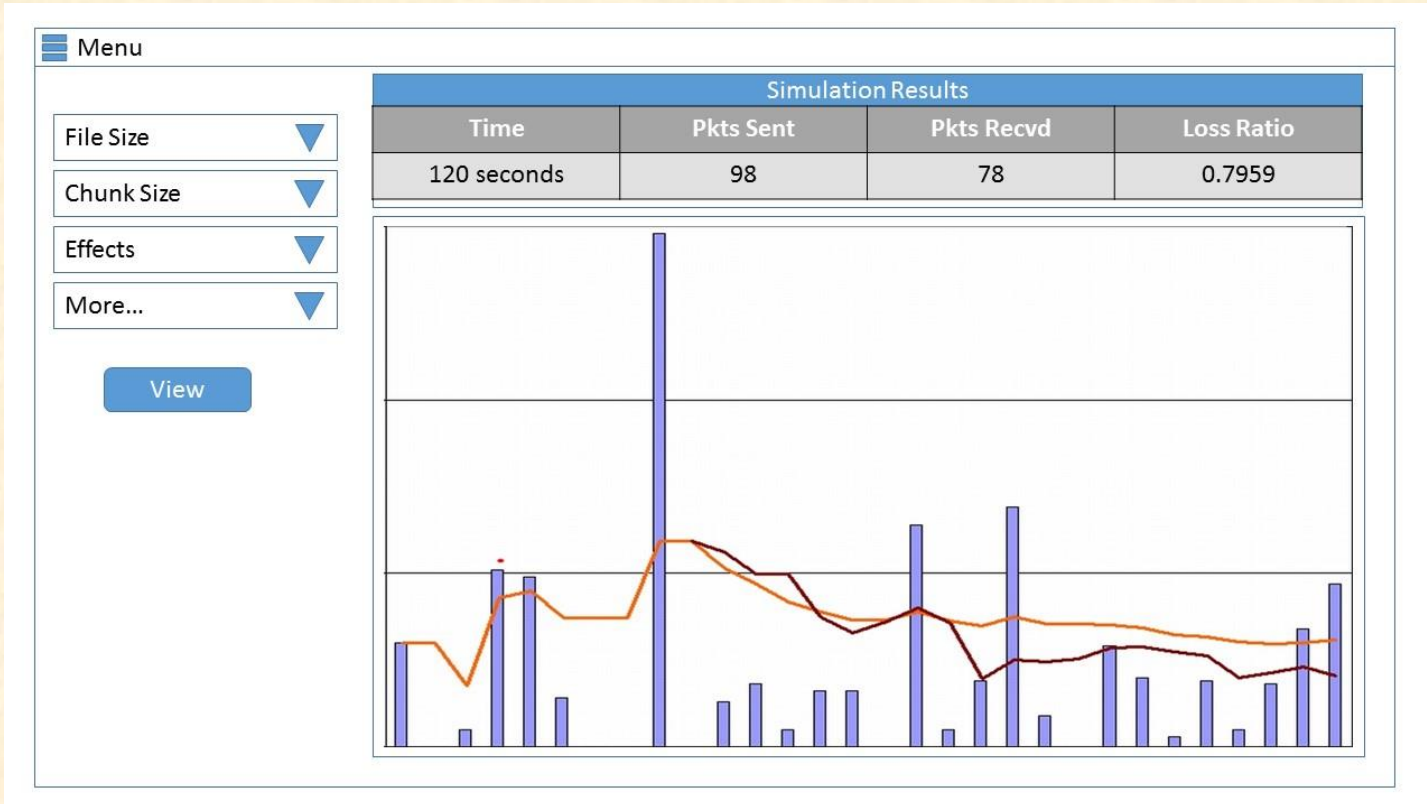 Menu
File Size
Chunk Size
Effects
More...
View
Simulation Results
Time Pkts Sent Pkts Recvd Loss Ratio
120 seconds 98 78 0.7959